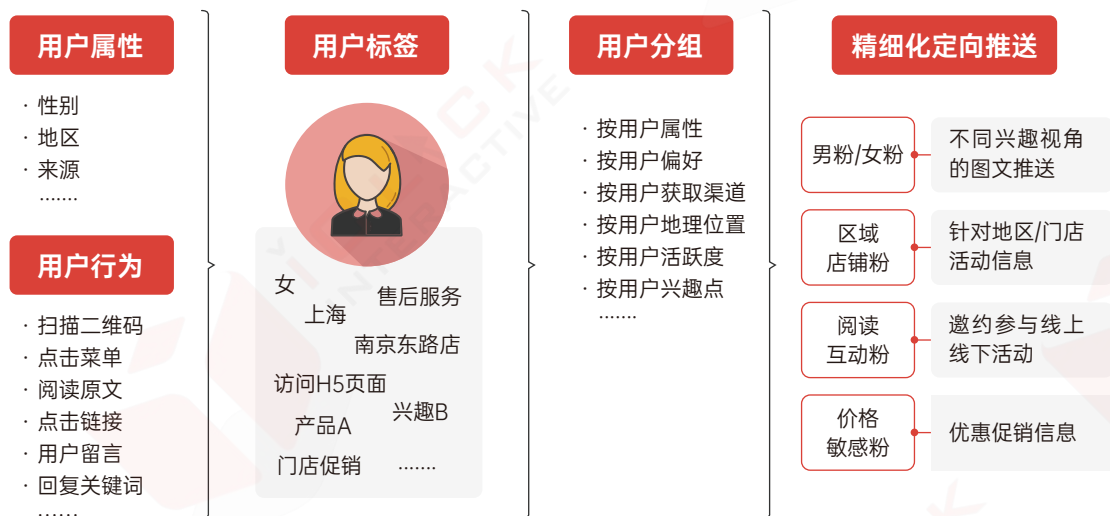 用户属性
· 性别
· 地区
· 来源
.......
用户行为
· 扫描二维码
· 点击菜单
· 阅读原文
· 点击链接
· 用户留言
· 回复关键词
......
用户标签
女
售后服务
上海
南京东路店
访问H5页面
兴趣B
产品A
门店促销
.......
用户分组
· 按用户属性
· 按用户偏好
· 按用户获取渠道
· 按用户地理位置
· 按用户活跃度
· 按用户兴趣点
.......
精细化定向推送
男粉/女粉
不同兴趣视角
的图文推送
区域
店铺粉
针对地区/门店
活动信息
阅读
互动粉
邀约参与线上
线下活动
价格
敏感粉
优惠促销信息